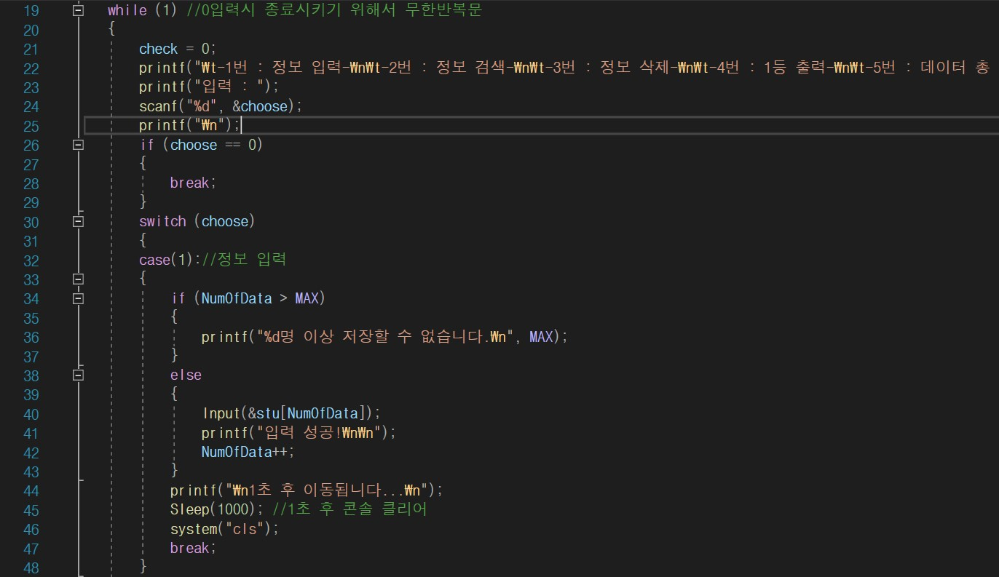 19 while (1) //0입력시 종료시키기 위해서 무한반복문
20 {
21 check = 0;
22 printf("₩t-1번 : 정보 입력-₩n₩t-2번 : 정보 검색-₩n₩t-3번 : 정보 삭제-₩n₩t-4번 : 1등 출력-₩n₩t-5번 : 데이터 총
23 printf("입력 : ");
24 scanf("%d", &choose);
25 printf("₩n");
26 if (choose == 0)
27 {
28 break;
29 }
30 switch (choose)
31 {
32 case(1)://정보 입력
33 {
34 if (NumOfData > MAX)
35 {
36 printf("%d명 이상 저장할 수 없습니다.₩n", MAX);
37 }
38 else
39 {
40 Input(&stu[NumOfData]);
41 printf("입력 성공!₩n₩n");
42 NumOfData++;
43 }
44 printf("₩n1초 후 이동됩니다...₩n");
45 Sleep(1000); //1초 후 콘솔 클리어
46 system("cls");
47 break;
48 }